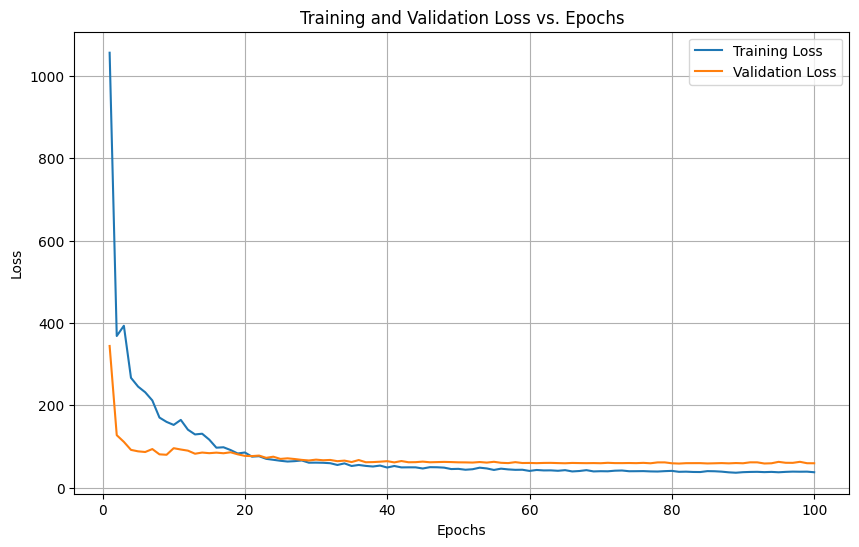 Training and Validation Loss vs. Epochs
Training Loss
Validation Loss
1000
800
600
400
200
0
Loss
0 20 40 60 80 100
Epochs